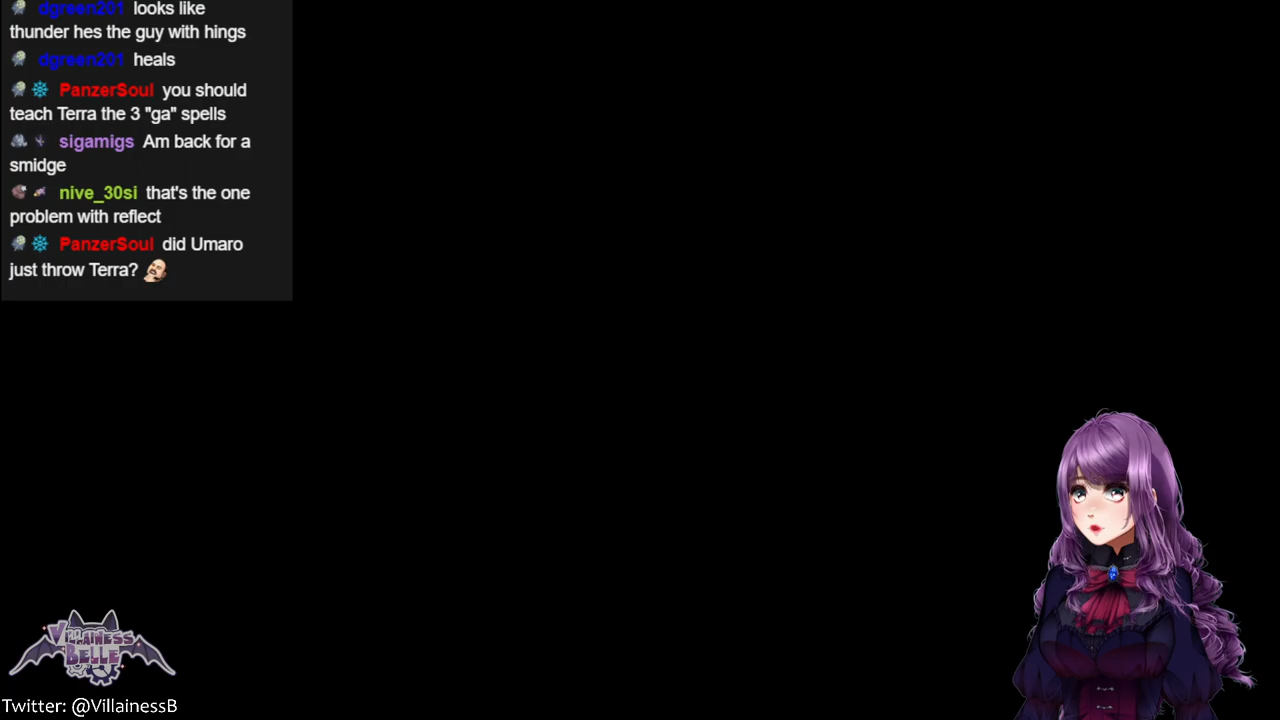 dgreen201 looks like
thunder hes the guy with hings
dgreen201 heals
PanzerSoul you should
teach Terra the 3 "ga" spells
sigamigs Am back for a
smidge
nive_30si that's the one
problem with reflect
PanzerSoul did Umaro
just throw Terra?
VILLAINESS
BELLE
Twitter: @VillainessB